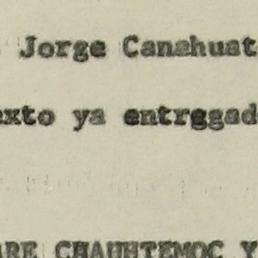 Jorge Canahuat
exto ya entrggad
ARE CHAUHTEMOC Y